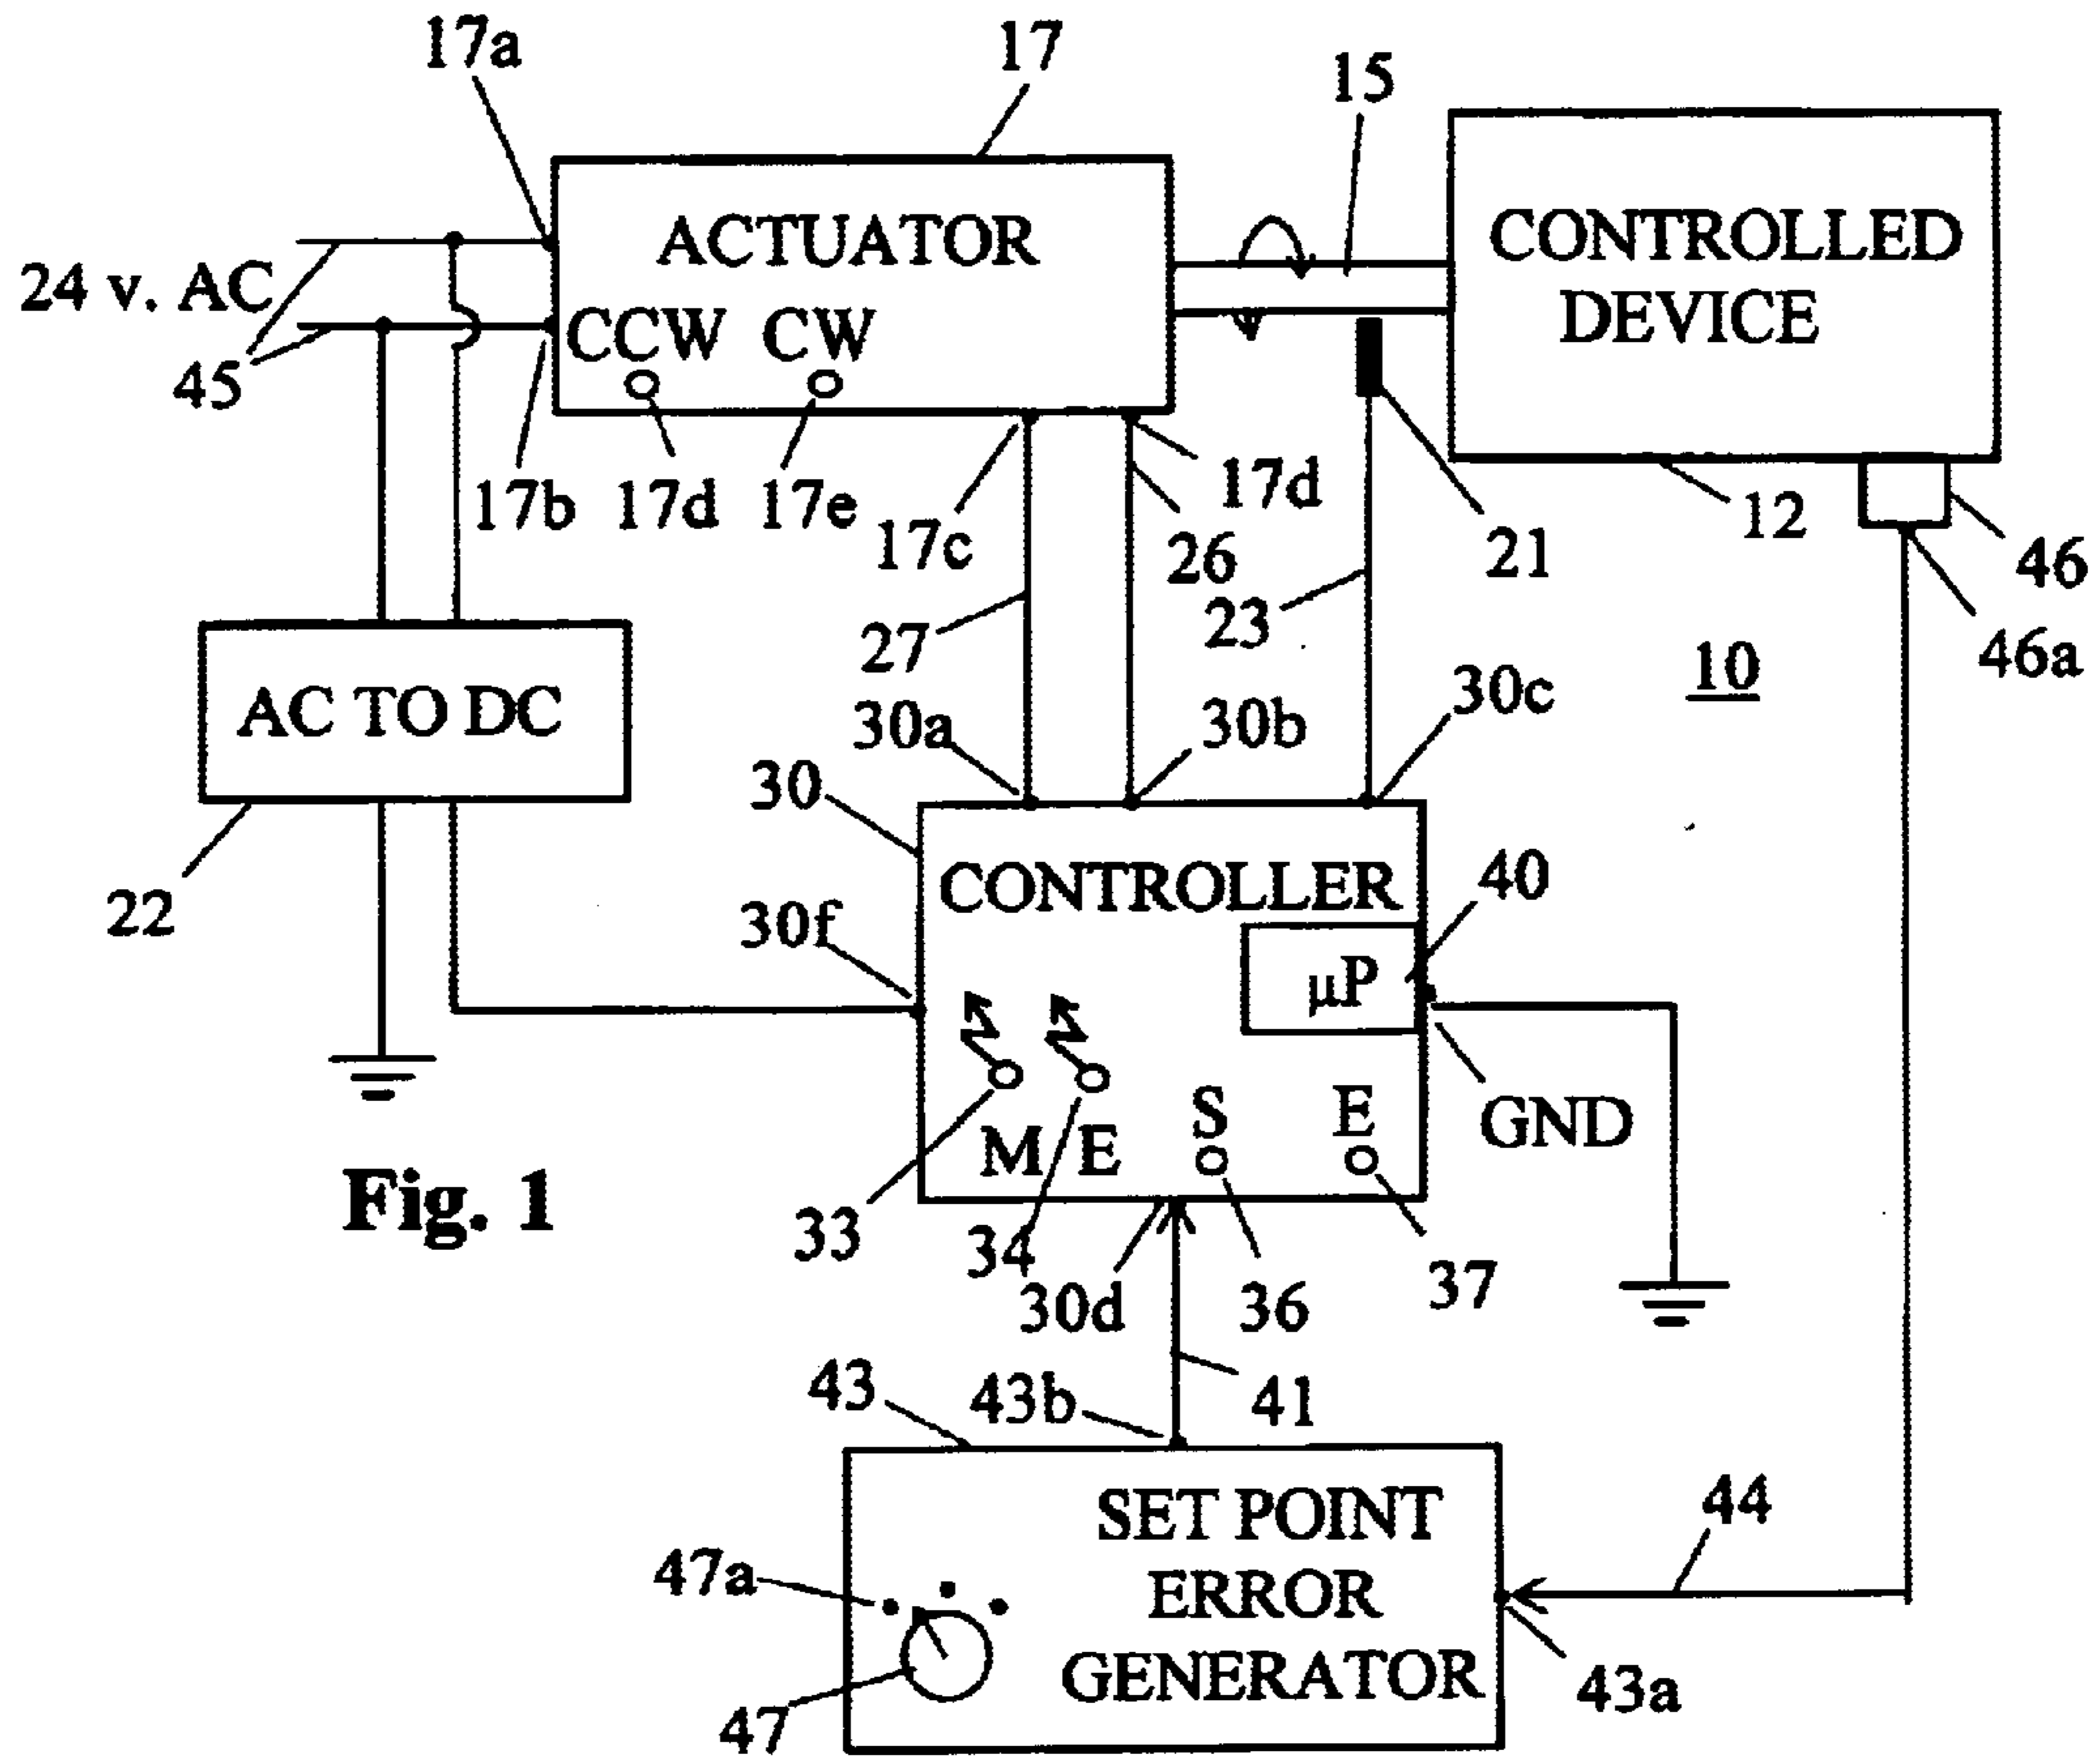 17a
17
15
ACTUATOR
CONTROLLED
DEVICE
24 v. AC
CCW CW
45
17b
17d
17e
17c
17d
26
21
12
46
46a
27
23
10
AC TO DC
30a
30b
30c
30
22
CONTROLLER
40
30f
μP
S
E
GND
M E
Fig. 1
33
34
30d
36
37
43
43b
41
SET POINT
ERROR
GENERATOR
44
47a
47
43a